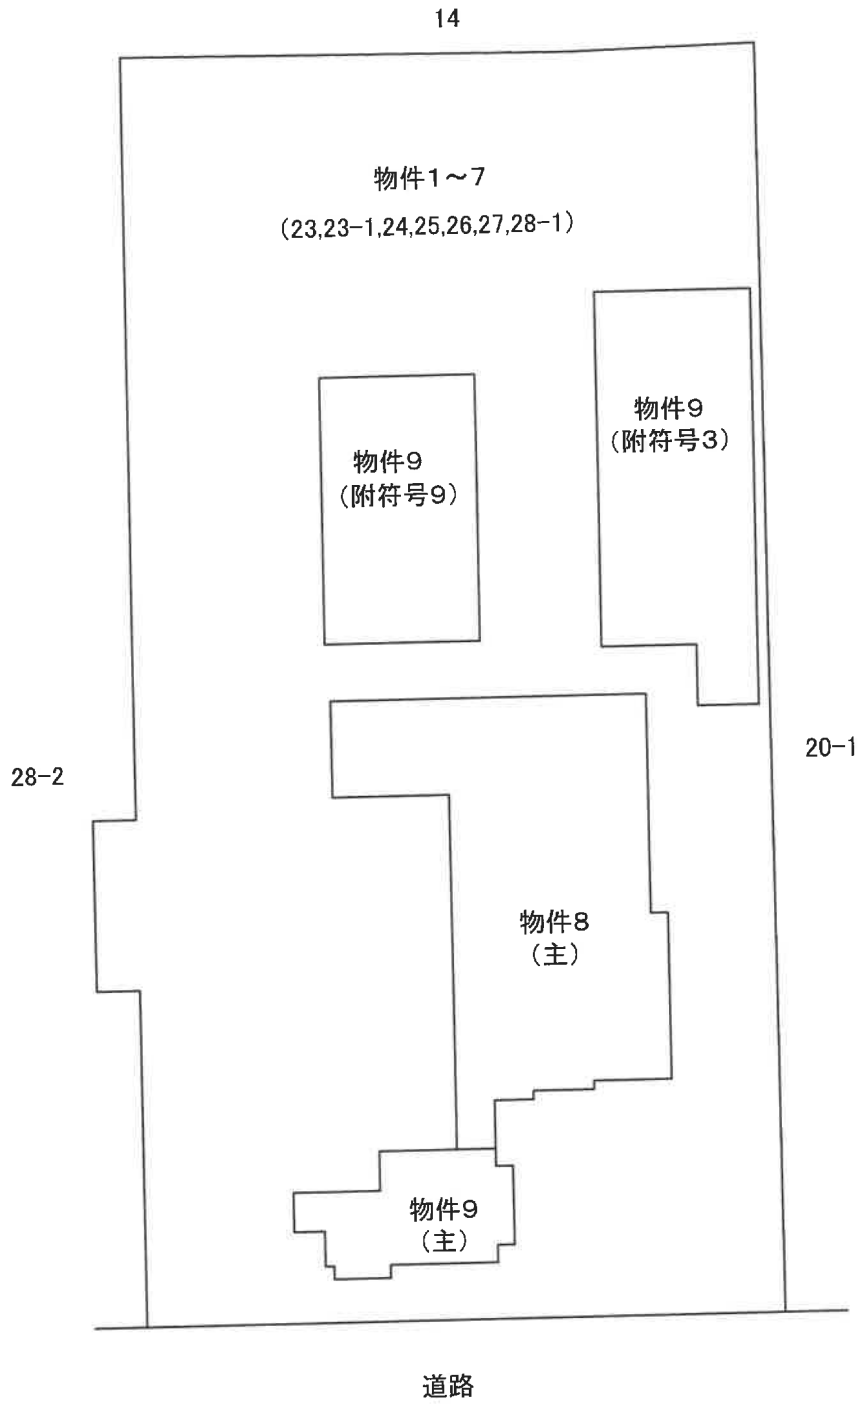 14
物件1～7
（23,23-1,24,25,26,27,28-1）
物件9
（附符号3）
物件9
（附符号9）
20-1
28-2
物件8
（主）
物件9
（主）
道路